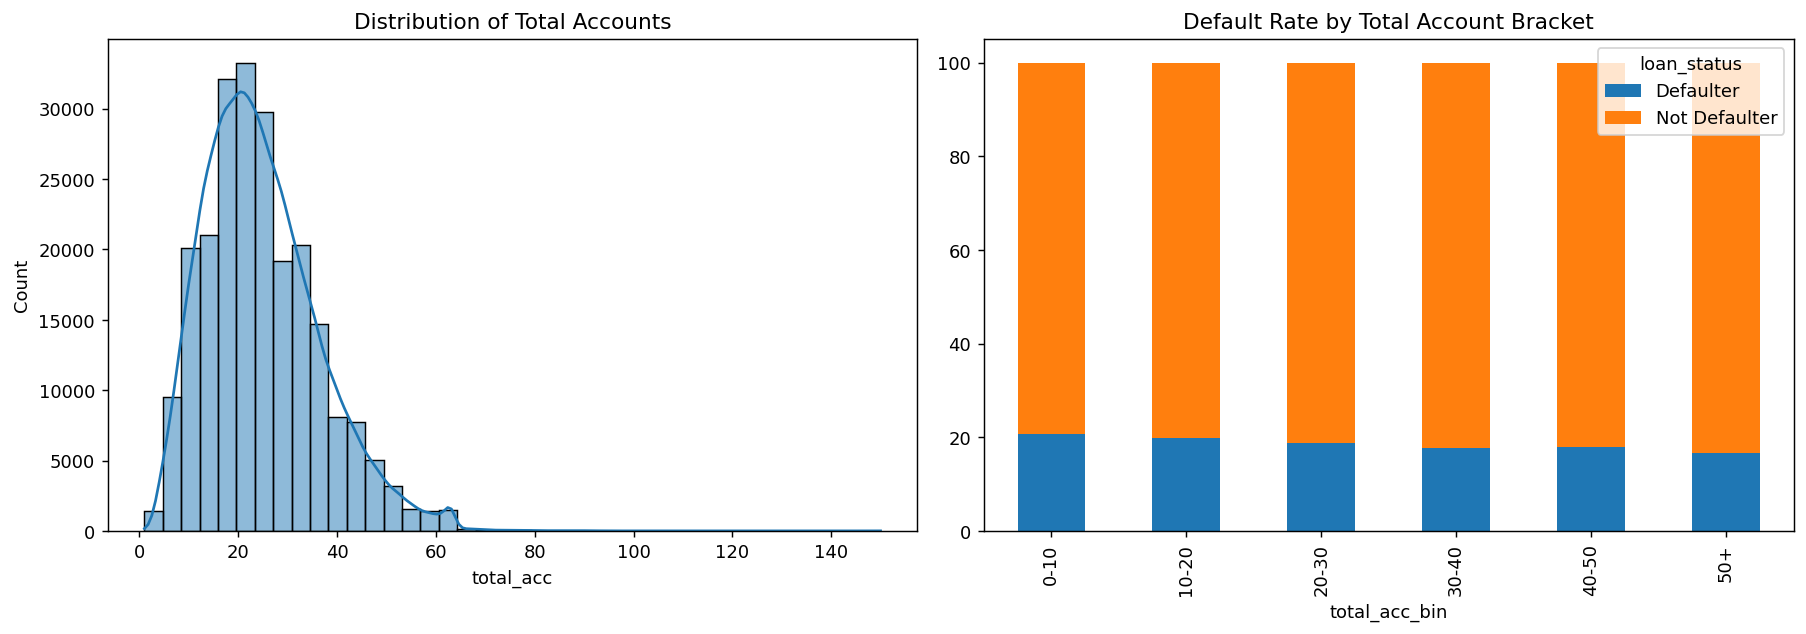 Distribution of Total Accounts
Count
30000
25000
20000
15000
10000
5000
0
0 20 40 60 80 100 120 140
total_acc
Default Rate by Total Account Bracket
loan_status
Defaulter
Not Defaulter
100
80
60
40
20
0
0-10 10-20 20-30 30-40 40-50 50+
total_acc_bin